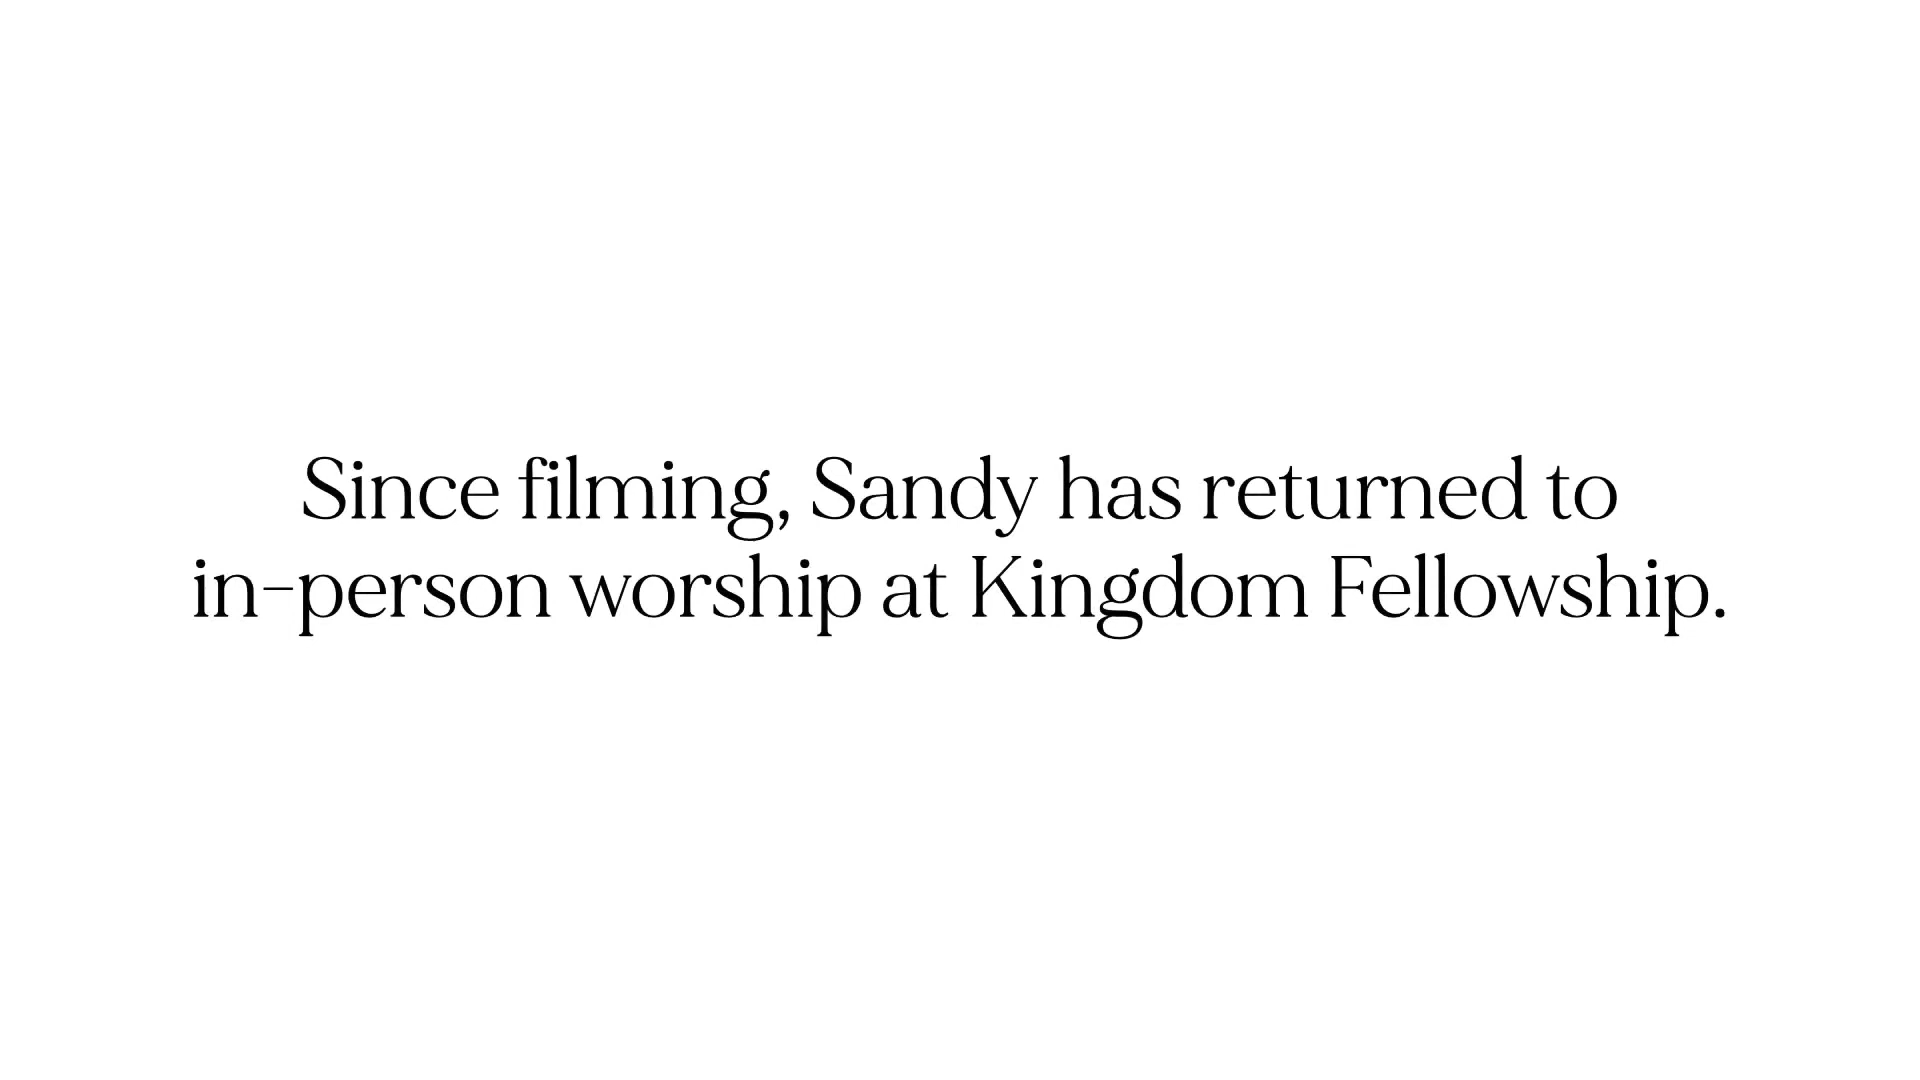 Since filming, Sandy has returned to
in-person worship at Kingdom Fellowship.